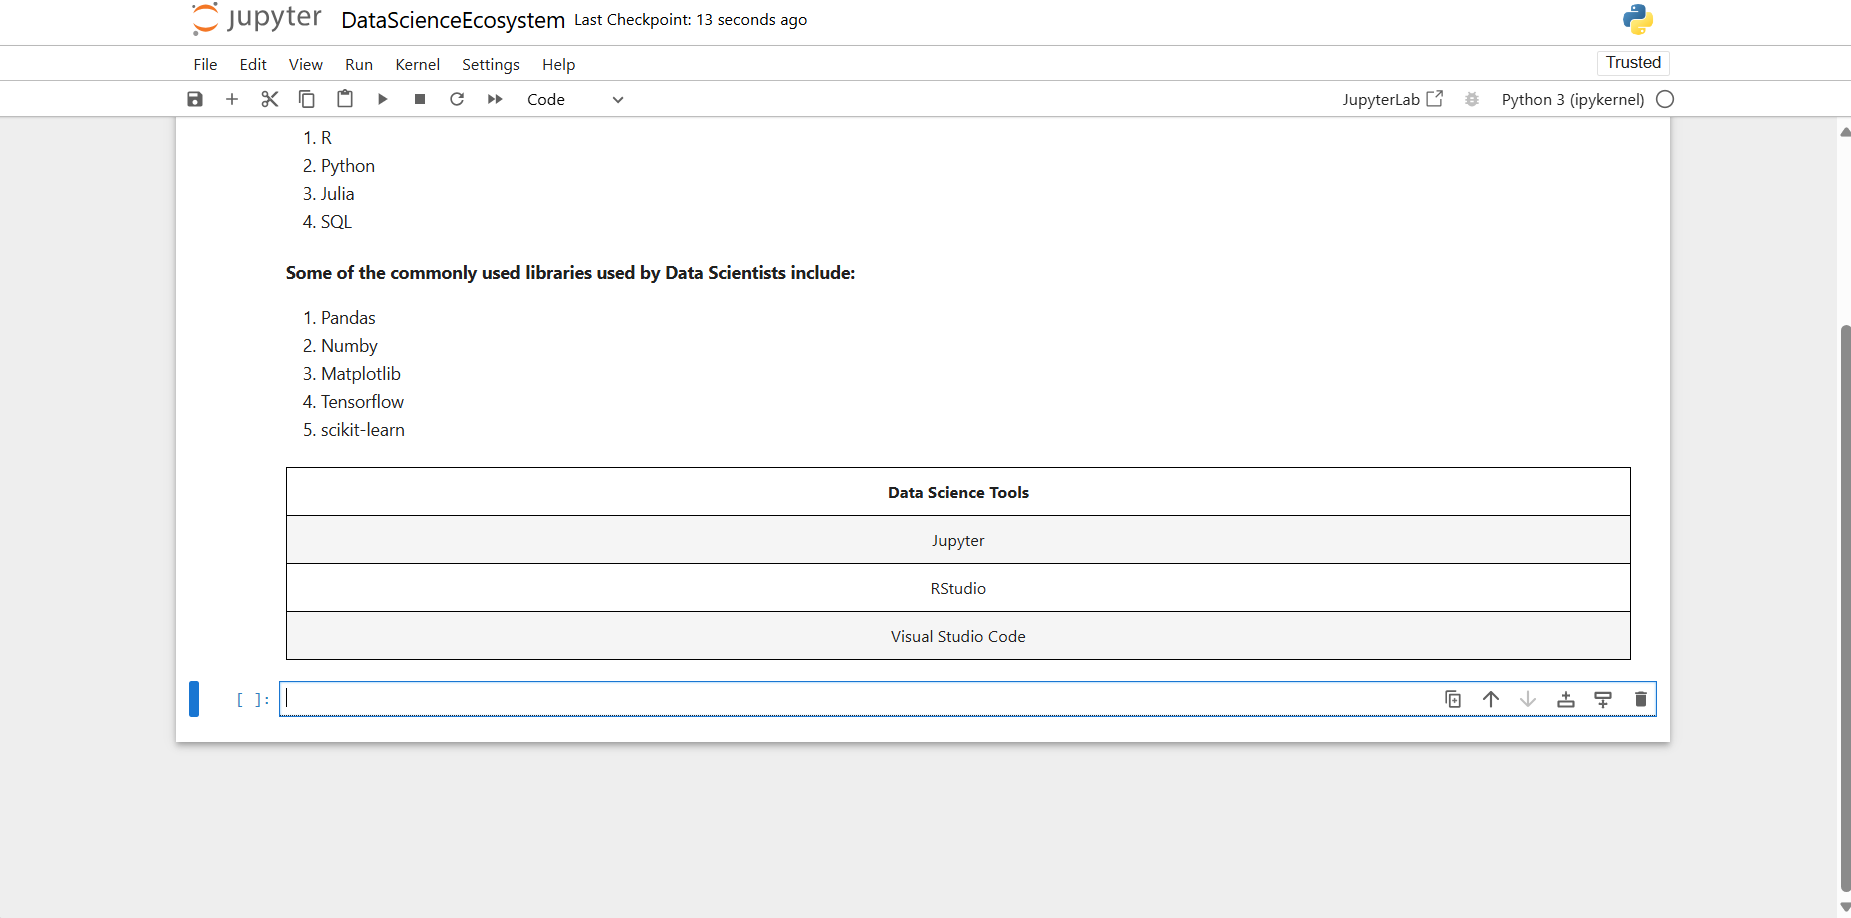 jupyter DataScienceEcosystem Last Checkpoint: 13 seconds ago
File Edit View Run Kernel Settings Help Trusted
Code JupyterLab Python 3 (ipykernel)
1. R
2. Python
3. Julia
4. SQL
Some of the commonly used libraries used by Data Scientists include:
1. Pandas
2. Numby
3. Matplotlib
4. Tensorflow
5. scikit-learn
Data Science Tools
Jupyter
RStudio
Visual Studio Code
[ ]: